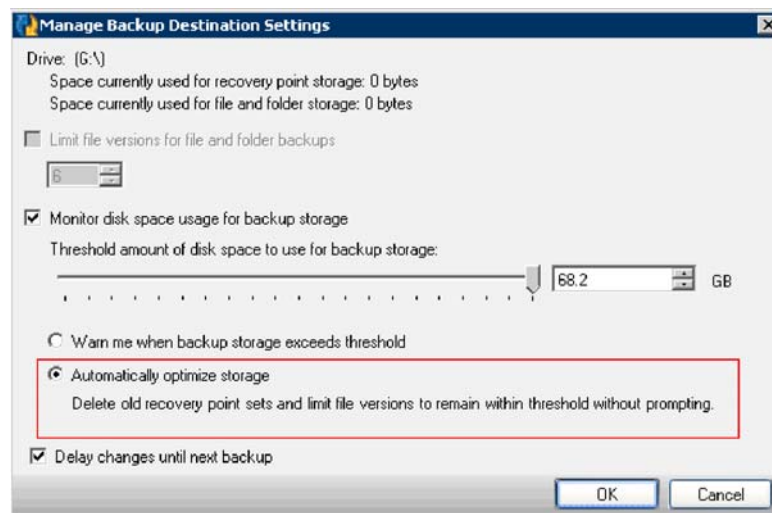 Manage Backup Destination Settings
Drive: (G:\)
Space currently used for recovery point storage: 0 bytes
Space currently used for file and folder storage: 0 bytes
Limit file versions for file and folder backups
6
Monitor disk space usage for backup storage
Threshold amount of disk space to use for backup storage:
68.2 GB
Warn me when backup storage exceeds threshold
Automatically optimize storage
Delete old recovery point sets and limit file versions to remain within threshold without prompting.
Delay changes until next backup
OK Cancel